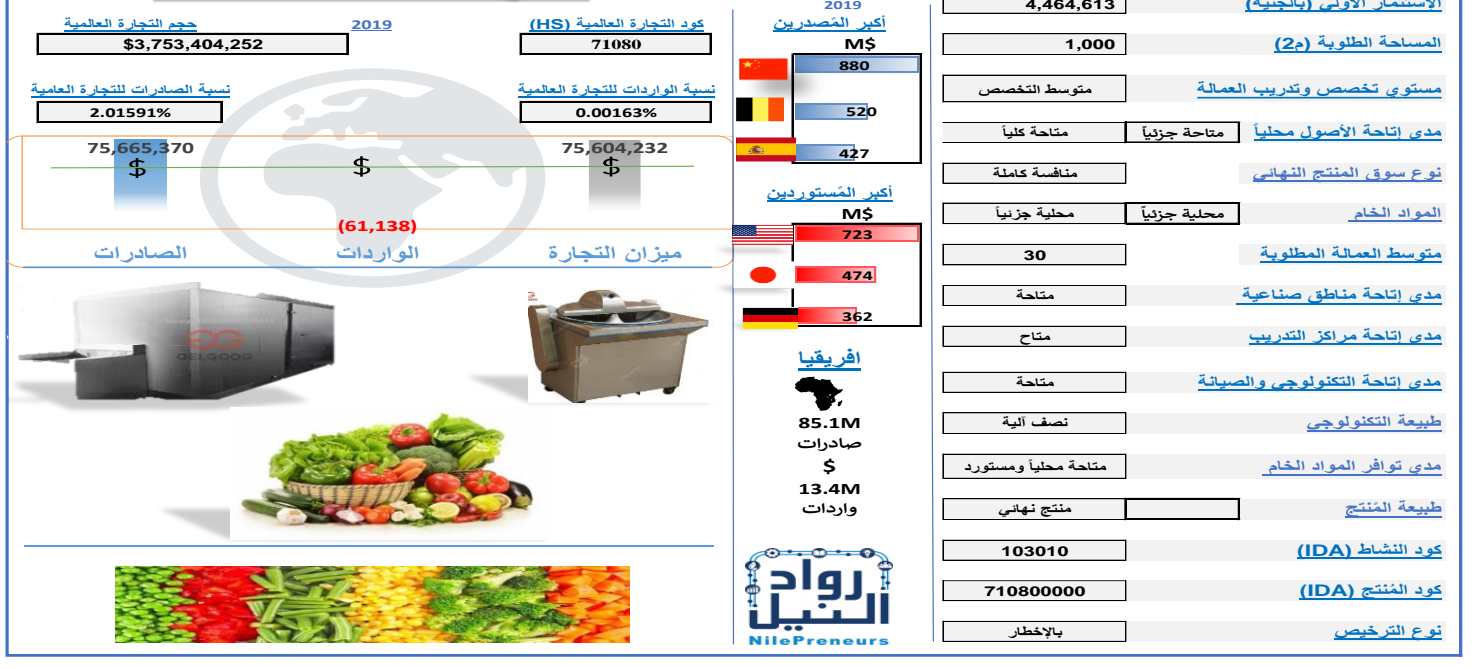 الاستثمار الأولي (بالجنيه) 4,464,613
المساحة الطلوبة (م2) 1,000
مستوي تخصص وتدريب العمالة متوسط التخصص
مدي إتاحة الأصول محلياً متاحة جزئياً متاحة كلياً
نوع سوق المنتج النهائي منافسة كاملة
المواد الخام محلية جزئياً محلية جزئياً
متوسط العمالة المطلوبة 30
مدي إتاحة مناطق صناعية متاحة
مدي إتاحة مراكز التدريب متاح
مدي إتاحة التكنولوجي والصيانة متاحة
طبيعة التكنولوجي نصف آلية
مدي توافر المواد الخام متاحة محلياً ومستورد
طبيعة المُنتج منتج نهائي
كود النشاط (IDA) 103010
كود المُنتج (IDA) 710800000
نوع الترخيص بالإخطار
2019
أكبر المُصدرين
M$
880
520
427
أكبر المُستوردين
M$
723
474
362
افريقيا
85.1M
صادرات
$
13.4M
واردات
رواد
النيل
NilePreneurs
كود التجارة العالمية (HS) 2019 حجم التجارة العالمية
71080 $3,753,404,252
نسبة الواردات للتجارة العالمية نسبة الصادرات للتجارة العامية
0.00163% 2.01591%
75,604,232 75,665,370
$ $ $
(61,138)
ميزان التجارة الواردات الصادرات
GELGOOG